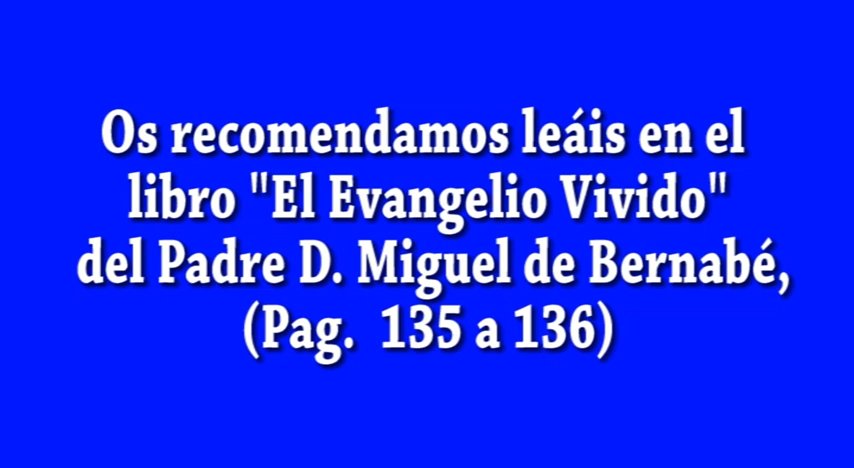 Os recomendamos leáis en el
libro "El Evangelio Vivido"
del Padre D. Miguel de Bernabé,
(Pag. 135 a 136)